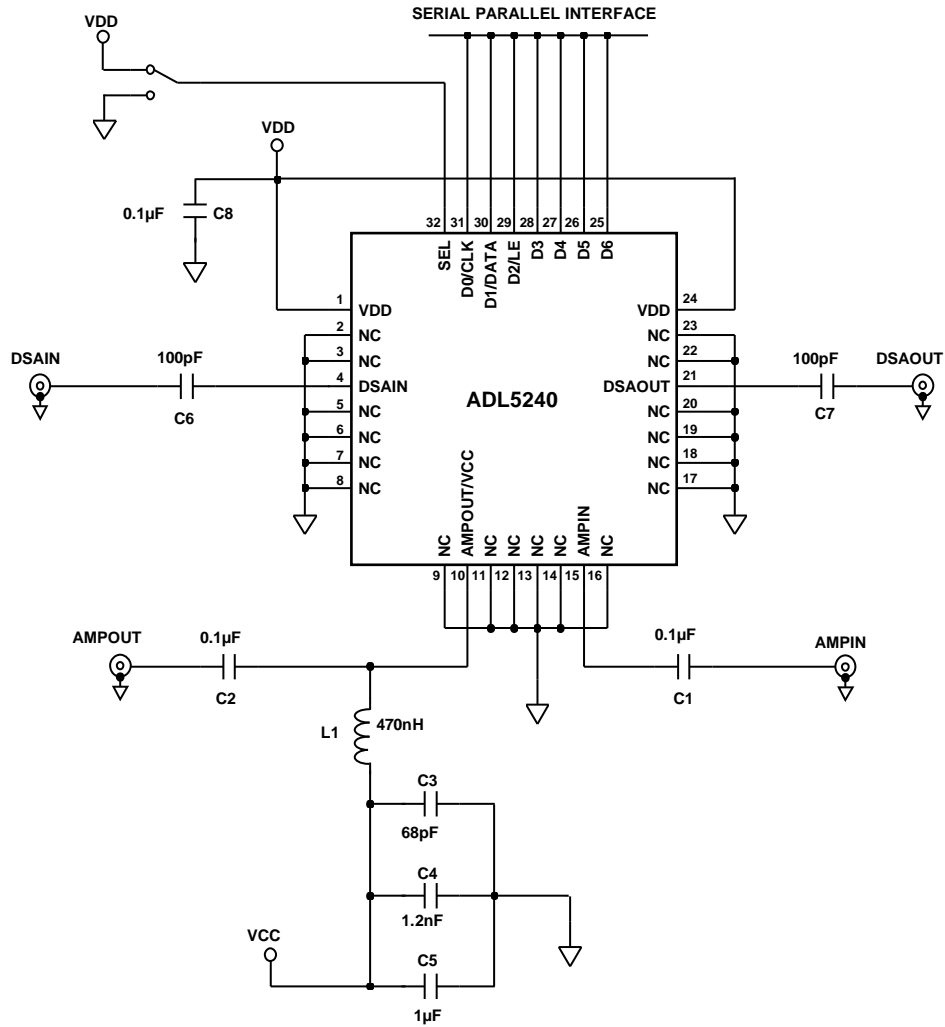 SERIAL PARALLEL INTERFACE
VDD
VDD
0.1µF
C8
32 31 30 29 28 27 26 25
SEL
D0/CLK
D1/DATA
D2/LE
D3
D4
D5
D6
1 VDD
2 NC
3 NC
4 DSAIN
5 NC
6 NC
7 NC
8 NC
24 VDD
23 NC
22 NC
21 DSAOUT
20 NC
19 NC
18 NC
17 NC
DSAIN
100pF
C6
ADL5240
100pF
C7
DSAOUT
NC
AMPOUT/VCC
NC
NC
NC
NC
AMPIN
NC
9 10 11 12 13 14 15 16
AMPOUT
0.1µF
C2
0.1µF
C1
AMPIN
L1
470nH
C3
68pF
C4
1.2nF
VCC
C5
1µF